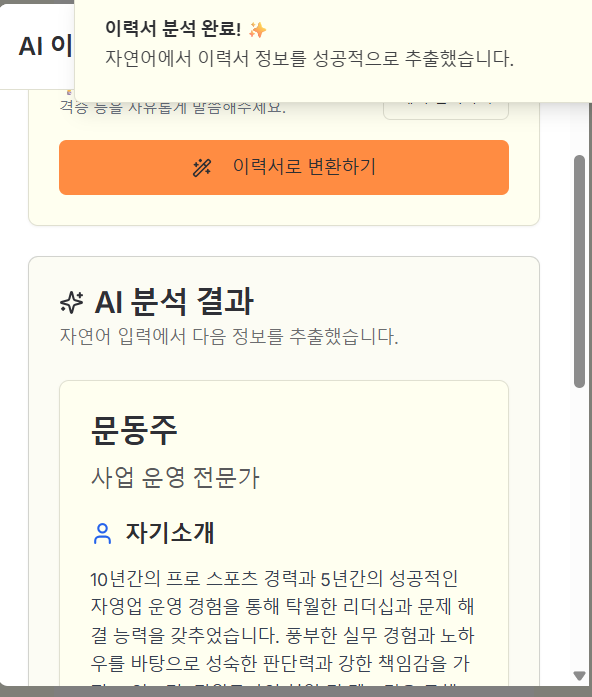 이력서 분석 완료! ✨
자연어에서 이력서 정보를 성공적으로 추출했습니다.
AI 이
격증 등을 자유롭게 말씀해주세요.
이력서로 변환하기
AI 분석 결과
자연어 입력에서 다음 정보를 추출했습니다.
문동주
사업 운영 전문가
자기소개
10년간의 프로 스포츠 경력과 5년간의 성공적인
자영업 운영 경험을 통해 탁월한 리더십과 문제 해
결 능력을 갖추었습니다. 풍부한 실무 경험과 노하
우를 바탕으로 성숙한 판단력과 강한 책임감을 가